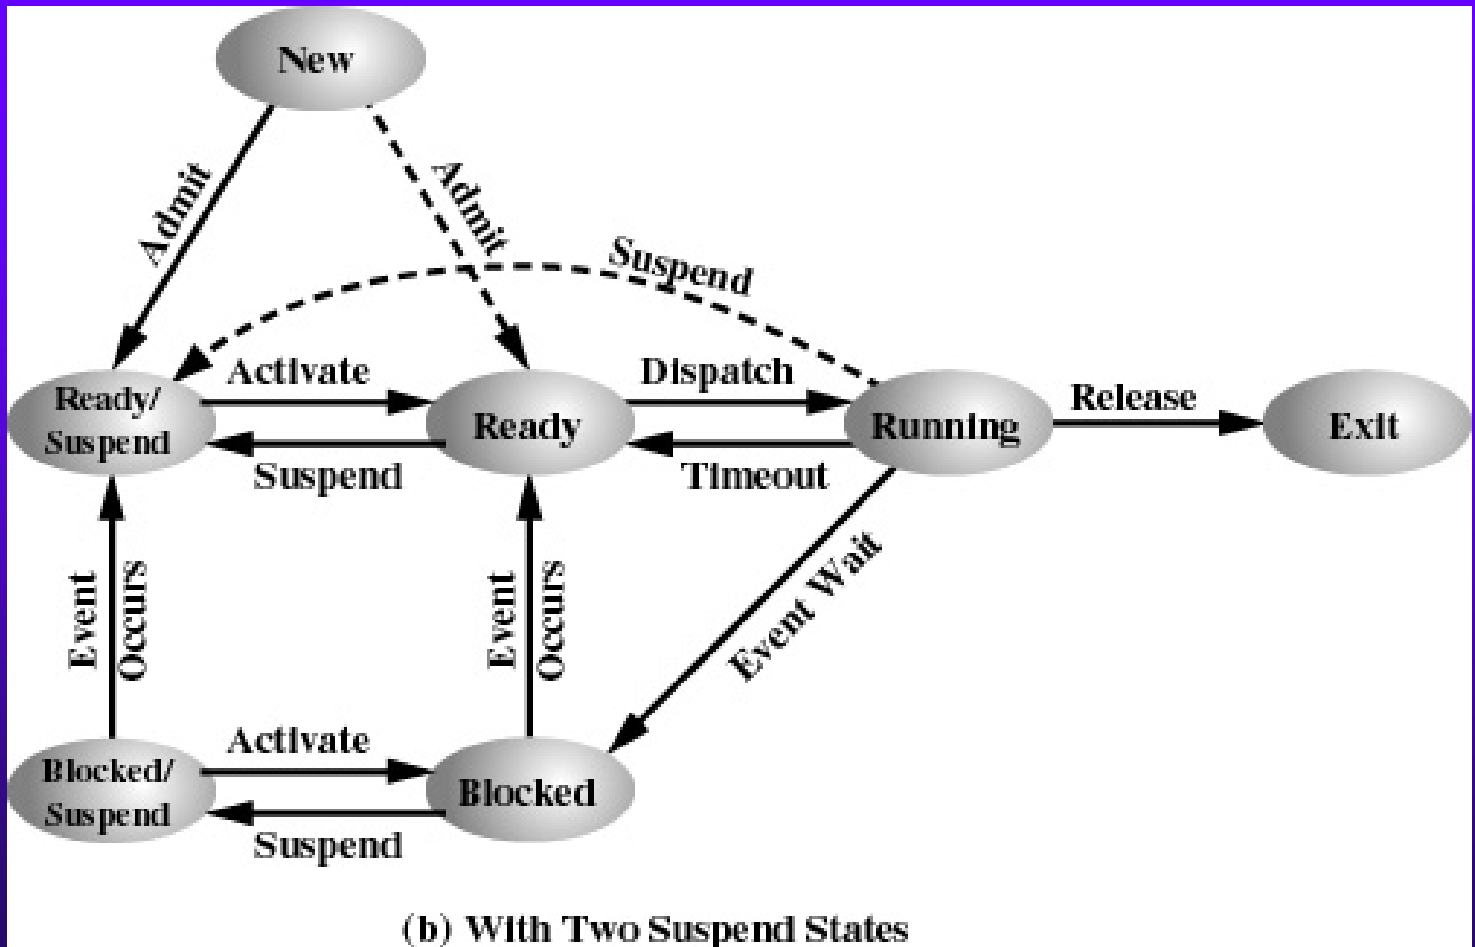 New
Admit
Admit
Suspend
Activate
Dispatch
Release
Ready/
Suspend
Ready
Running
Exit
Suspend
Timeout
Event
Occurs
Event
Occurs
Event Wait
Activate
Blocked/
Suspend
Blocked
Suspend
(b) With Two Suspend States